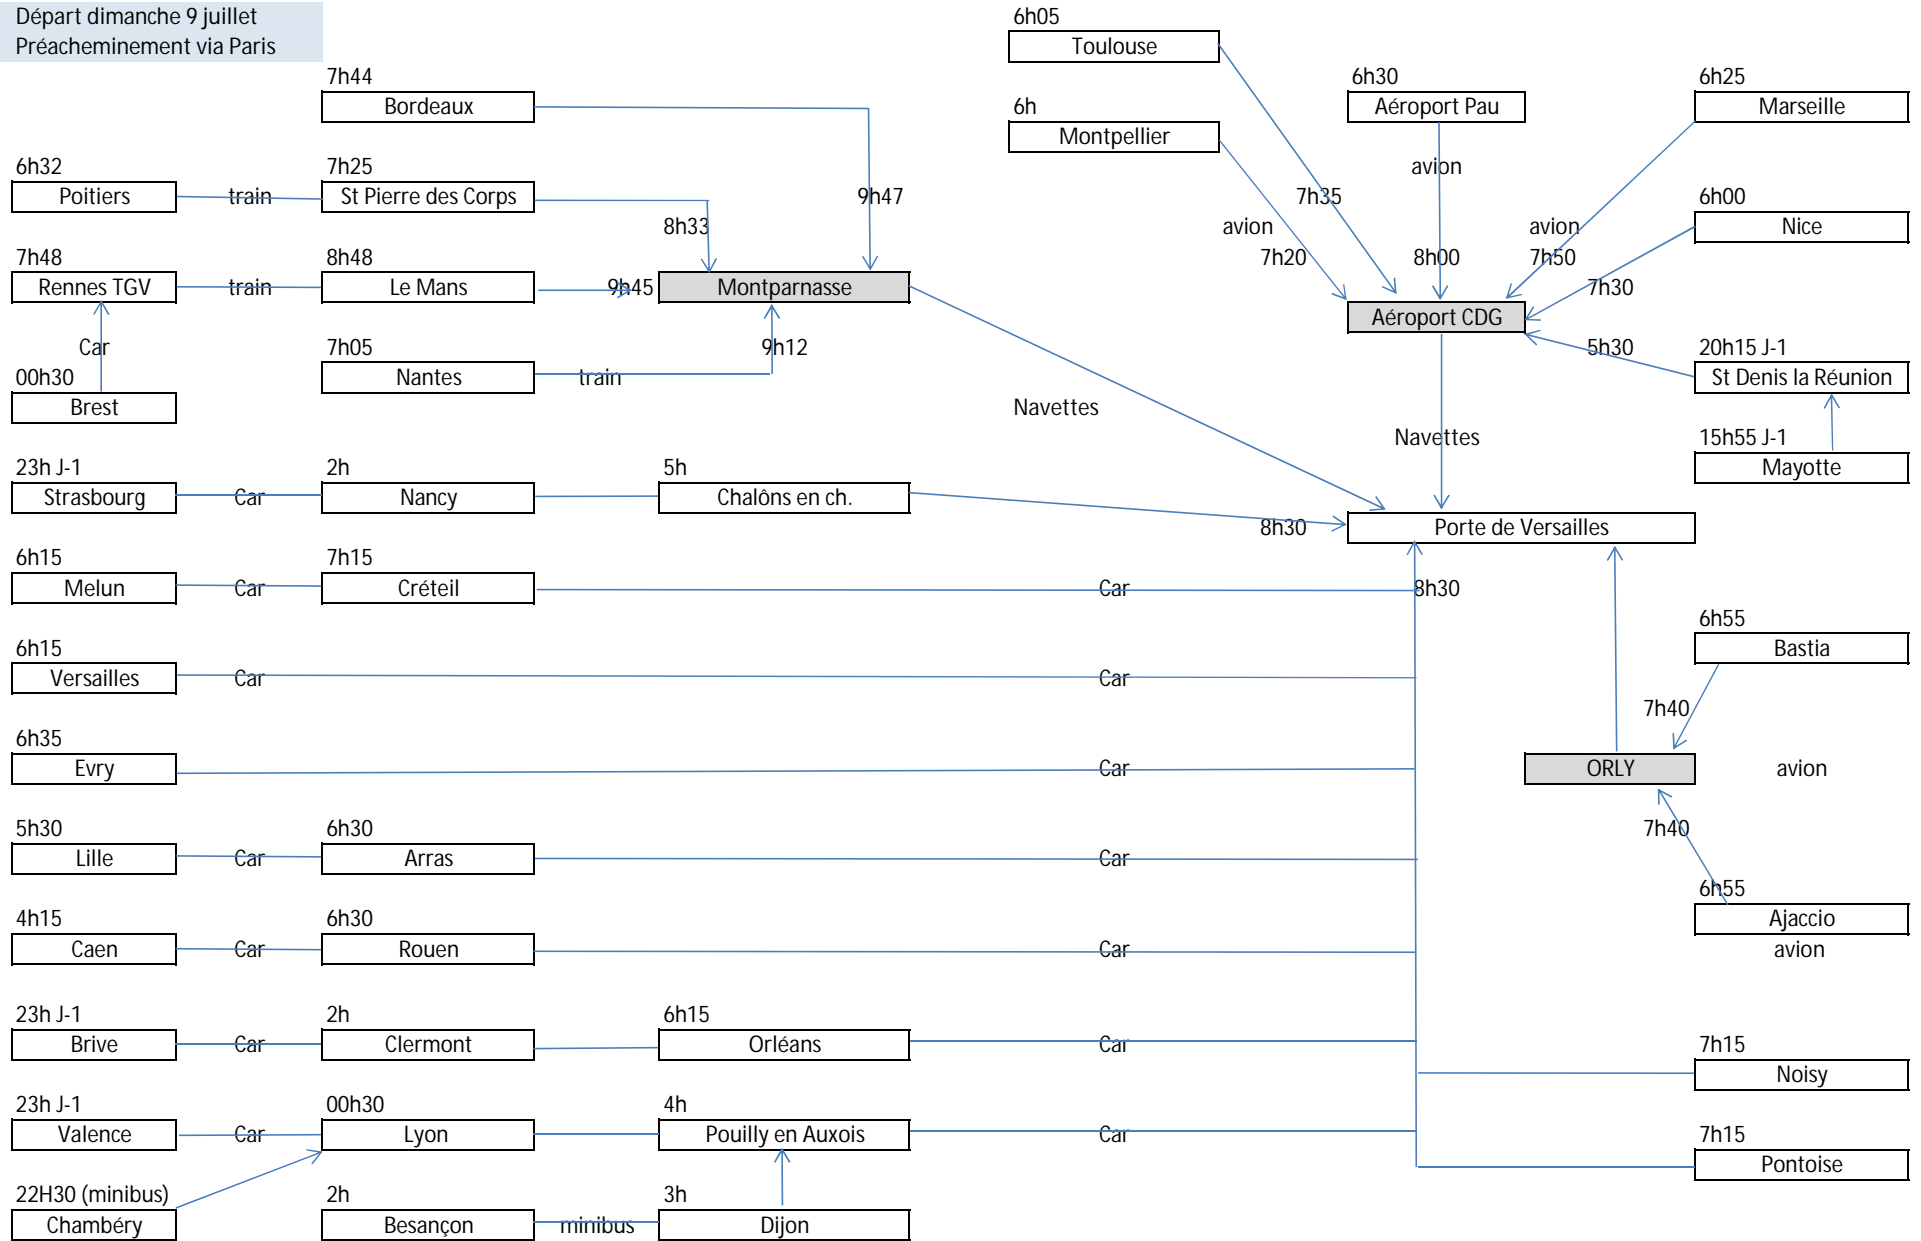 Départ dimanche 9 juillet
Préacheminement via Paris
6h05
Toulouse
7h44
Bordeaux
6h30
Aéroport Pau
6h25
Marseille
6h
Montpellier
avion
6h32
Poitiers
train
7h25
St Pierre des Corps
9h47
7h35
6h00
Nice
8h33
avion
avion
7h48
Rennes TGV
train
8h48
Le Mans
9h45
Montparnasse
7h20
8h00
7h50
7h30
Aéroport CDG
Car
7h05
Nantes
train
9h12
5h30
20h15 J-1
St Denis la Réunion
00h30
Brest
Navettes
Navettes
15h55 J-1
Mayotte
23h J-1
Strasbourg
Car
2h
Nancy
5h
Chalôns en ch.
8h30
Porte de Versailles
6h15
Melun
Car
7h15
Créteil
Car
8h30
6h55
Bastia
6h15
Versailles
Car
Car
7h40
6h35
Evry
Car
ORLY
avion
5h30
Lille
Car
6h30
Arras
Car
7h40
6h55
Ajaccio
avion
4h15
Caen
Car
6h30
Rouen
Car
23h J-1
Brive
Car
2h
Clermont
6h15
Orléans
Car
7h15
Noisy
23h J-1
Valence
Car
00h30
Lyon
4h
Pouilly en Auxois
Car
7h15
Pontoise
22H30 (minibus)
Chambéry
2h
Besançon
minibus
3h
Dijon